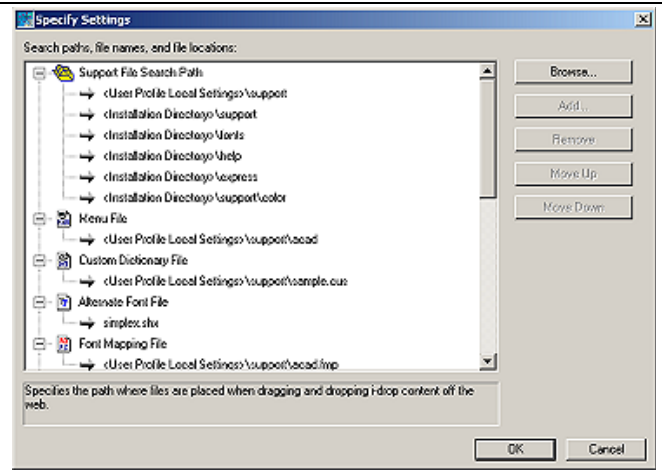 Specify Settings
Search paths, file names, and file locations:
Support File Search Path
<User Profile Local Settings>\support
<Installation Directory>\support
<Installation Directory>\fonts
<Installation Directory>\help
<Installation Directory>\express
<Installation Directory>\support\color
Menu File
<User Profile Local Settings>\support\acad
Custom Dictionary File
<User Profile Local Settings>\support\sample.cus
Alternate Font File
simplex.shx
Font Mapping File
<User Profile Local Settings>\support\acad.fmp
Browse...
Add...
Remove
Move Up
Move Down
Specifies the path where files are placed when dragging and dropping i-drop content off the
web.
OK
Cancel